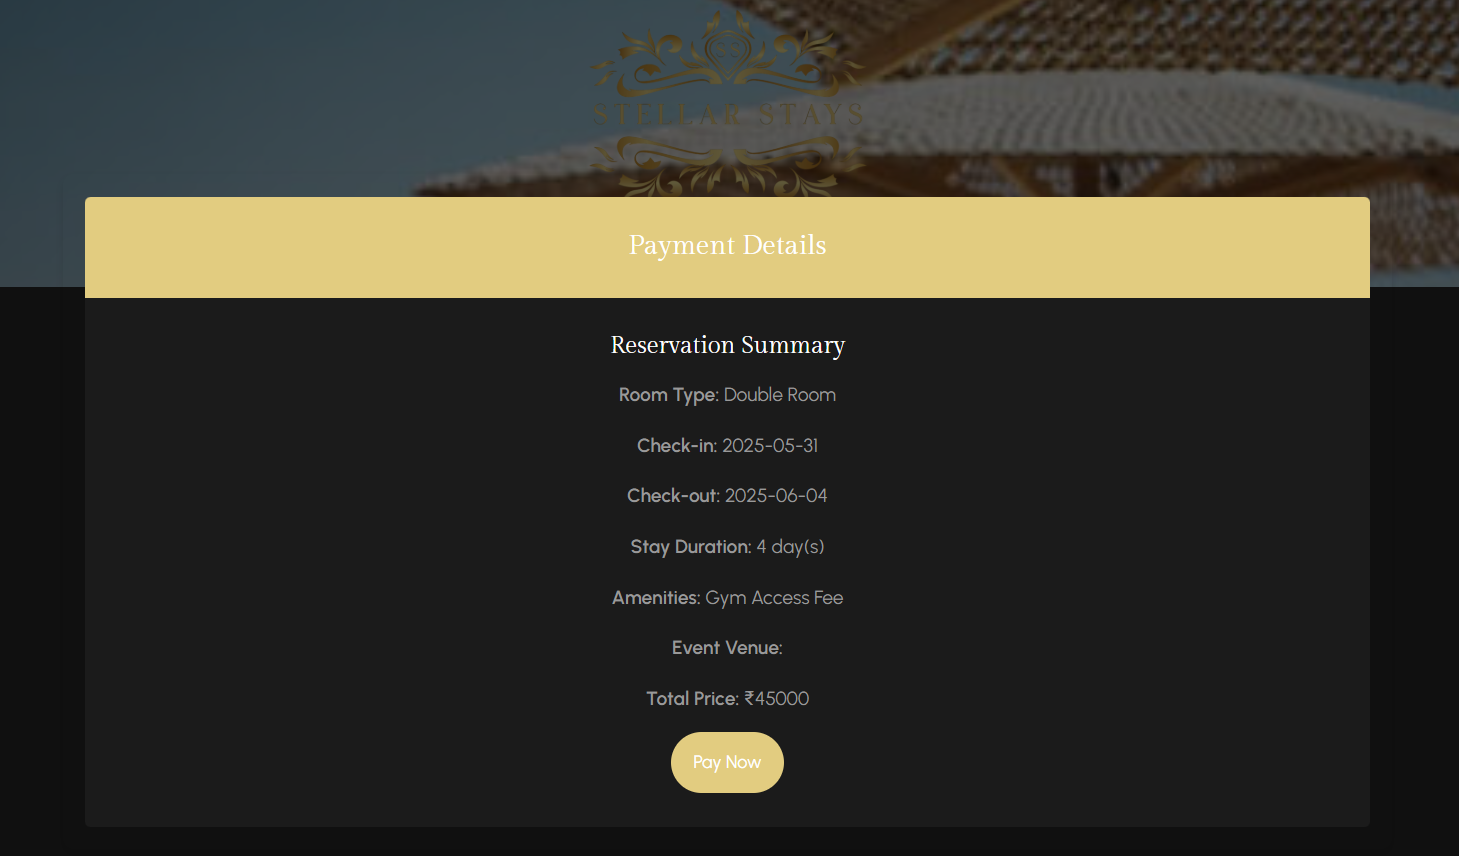 STELLAR STAYS
Payment Details
Reservation Summary
Room Type: Double Room
Check-in: 2025-05-31
Check-out: 2025-06-04
Stay Duration: 4 day(s)
Amenities: Gym Access Fee
Event Venue:
Total Price: ₹45000
Pay Now